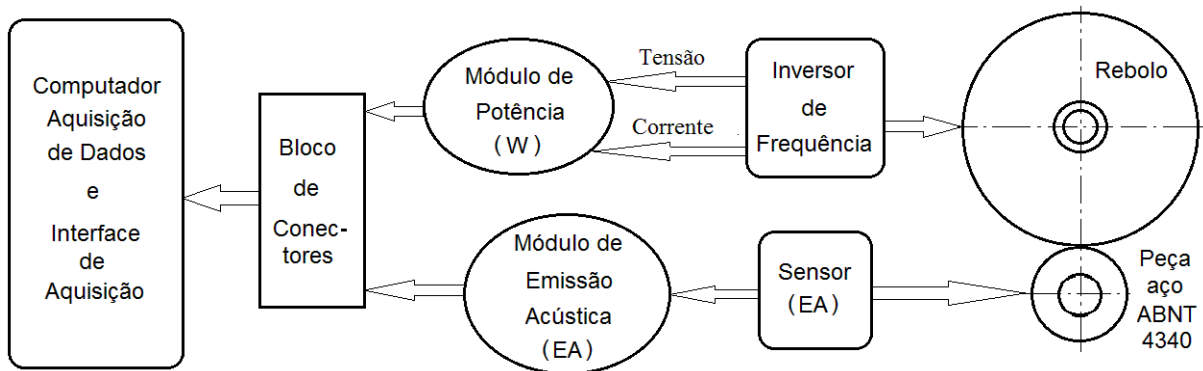 Computador
Aquisição
de Dados
e
Interface
de
Aquisição
Bloco
de
Conec-
tores
Módulo de
Potência
(W)
Tensão
Corrente
Inversor
de
Frequência
Rebolo
Módulo de
Emissão
Acústica
(EA)
Sensor
(EA)
Peça
aço
ABNT
4340